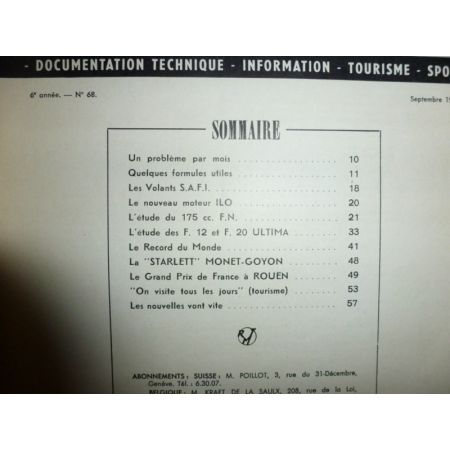 - DOCUMENTATION TECHNIQUE - INFORMATION - TOURISME - SPO
6e année. — N° 68.
Septembre 19
SOMMAIRE
Un problème par mois .................... 10
Quelques formules utiles .................... 11
Les Volants S.A.F.I. .................... 18
Le nouveau moteur ILO .................... 20
L'étude du 175 cc. F.N. .................... 21
L'étude des F. 12 et F. 20 ULTIMA .......... 33
Le Record du Monde .................... 41
La "STARLETT" MONET-GOYON .......... 48
Le Grand Prix de France à ROUEN .......... 49
"On visite tous les jours" (tourisme) .......... 53
Les nouvelles vont vite .................... 57
ABONNEMENTS : SUISSE : M. POILLOT, 3, rue du 31-Décembre,
Genève. Tél. : 6.30.07.
BELGIQUE : M. KRAFT DE LA SAULX, 208, rue de la Loi,